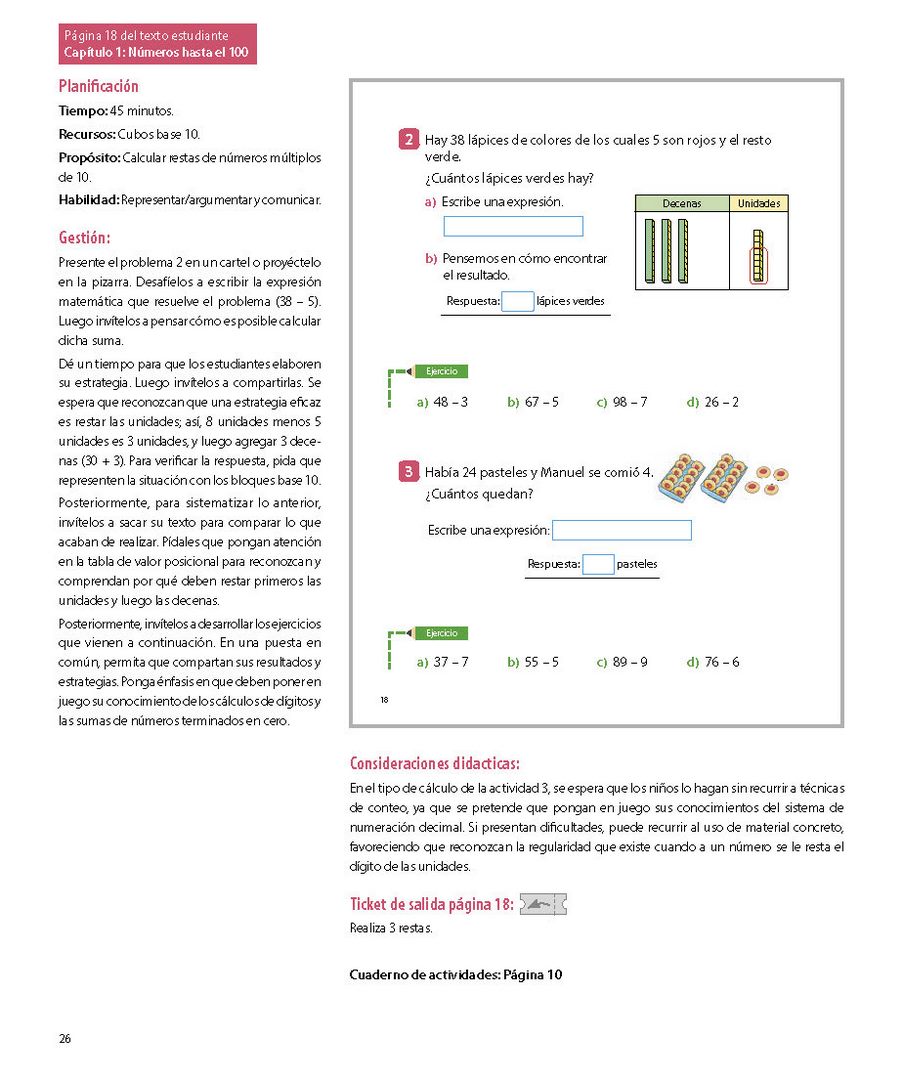 Página 18 del texto estudiante
Capítulo 1: Números hasta el 100
Planificación
Tiempo: 45 minutos.
Recursos: Cubos base 10.
Propósito: Calcular restas de números múltiplos
de 10.
Habilidad: Representar/argumentar y comunicar.
Gestión:
Presente el problema 2 en un cartel o proyéctelo
en la pizarra. Desafíelos a escribir la expresión
matemática que resuelve el problema (38 – 5).
Luego invítelos a pensar cómo es posible calcular
dicha suma.
Dé un tiempo para que los estudiantes elaboren
su estrategia. Luego invítelos a compartirlas. Se
espera que reconozcan que una estrategia eficaz
es restar las unidades; así, 8 unidades menos 5
unidades es 3 unidades, y luego agregar 3 dece-
nas (30 + 3). Para verificar la respuesta, pida que
representen la situación con los bloques base 10.
Posteriormente, para sistematizar lo anterior,
invítelos a sacar su texto para comparar lo que
acaban de realizar. Pídales que pongan atención
en la tabla de valor posicional para reconozcan y
comprendan por qué deben restar primeros las
unidades y luego las decenas.
Posteriormente, invítelos a desarrollar los ejercicios
que vienen a continuación. En una puesta en
común, permita que compartan sus resultados y
estrategias. Ponga énfasis en que deben poner en
juego su conocimiento de los cálculos de dígitos y
las sumas de números terminados en cero.
2 Hay 38 lápices de colores de los cuales 5 son rojos y el resto
verde.
¿Cuántos lápices verdes hay?
a) Escribe una expresión.
Decenas Unidades
b) Pensemos en cómo encontrar
el resultado.
Respuesta: lápices verdes
Ejercicio
a) 48 – 3 b) 67 – 5 c) 98 – 7 d) 26 – 2
3 Había 24 pasteles y Manuel se comió 4.
¿Cuántos quedan?
Escribe una expresión:
Respuesta: pasteles
Ejercicio
a) 37 – 7 b) 55 – 5 c) 89 – 9 d) 76 – 6
18
Consideraciones didacticas:
En el tipo de cálculo de la actividad 3, se espera que los niños lo hagan sin recurrir a técnicas
de conteo, ya que se pretende que pongan en juego sus conocimientos del sistema de
numeración decimal. Si presentan dificultades, puede recurrir al uso de material concreto,
favoreciendo que reconozcan la regularidad que existe cuando a un número se le resta el
dígito de las unidades.
Ticket de salida página 18:
Realiza 3 restas.
Cuaderno de actividades: Página 10
26